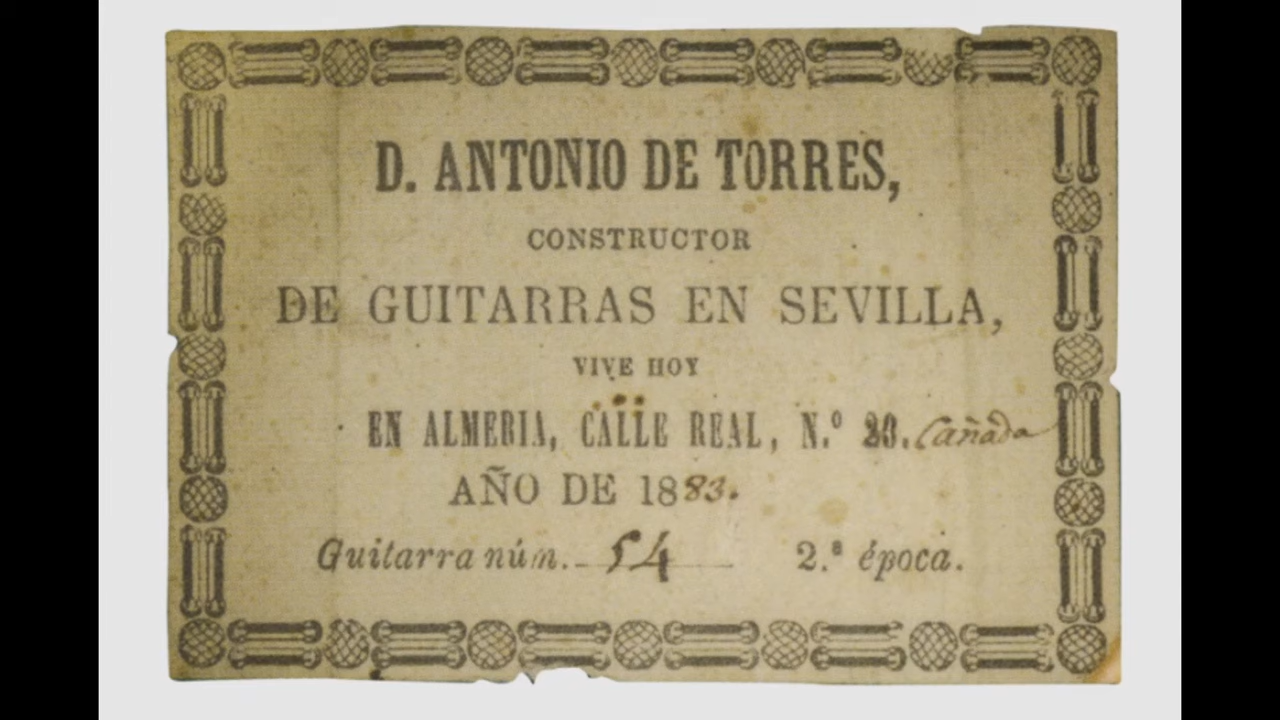 D. ANTONIO DE TORRES,
CONSTRUCTOR
DE GUITARRAS EN SEVILLA,
VIVE HOY
EN ALMERIA, CALLE REAL, N.º 20. Cañada
AÑO DE 1883.
Guitarra núm. 54 2.ª época.